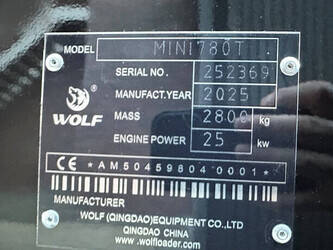 MODEL MINI780T
SERIAL NO. 252369
MANUFACT.YEAR 2025
WOLF
MASS 2800 kg
ENGINE POWER 25 kw
CE *AM50459804 0001*
MANUFACTURER
WOLF (QINGDAO)EQUIPMENT CO.,LTD
QINGDAO CHINA
www.wolfloader.com